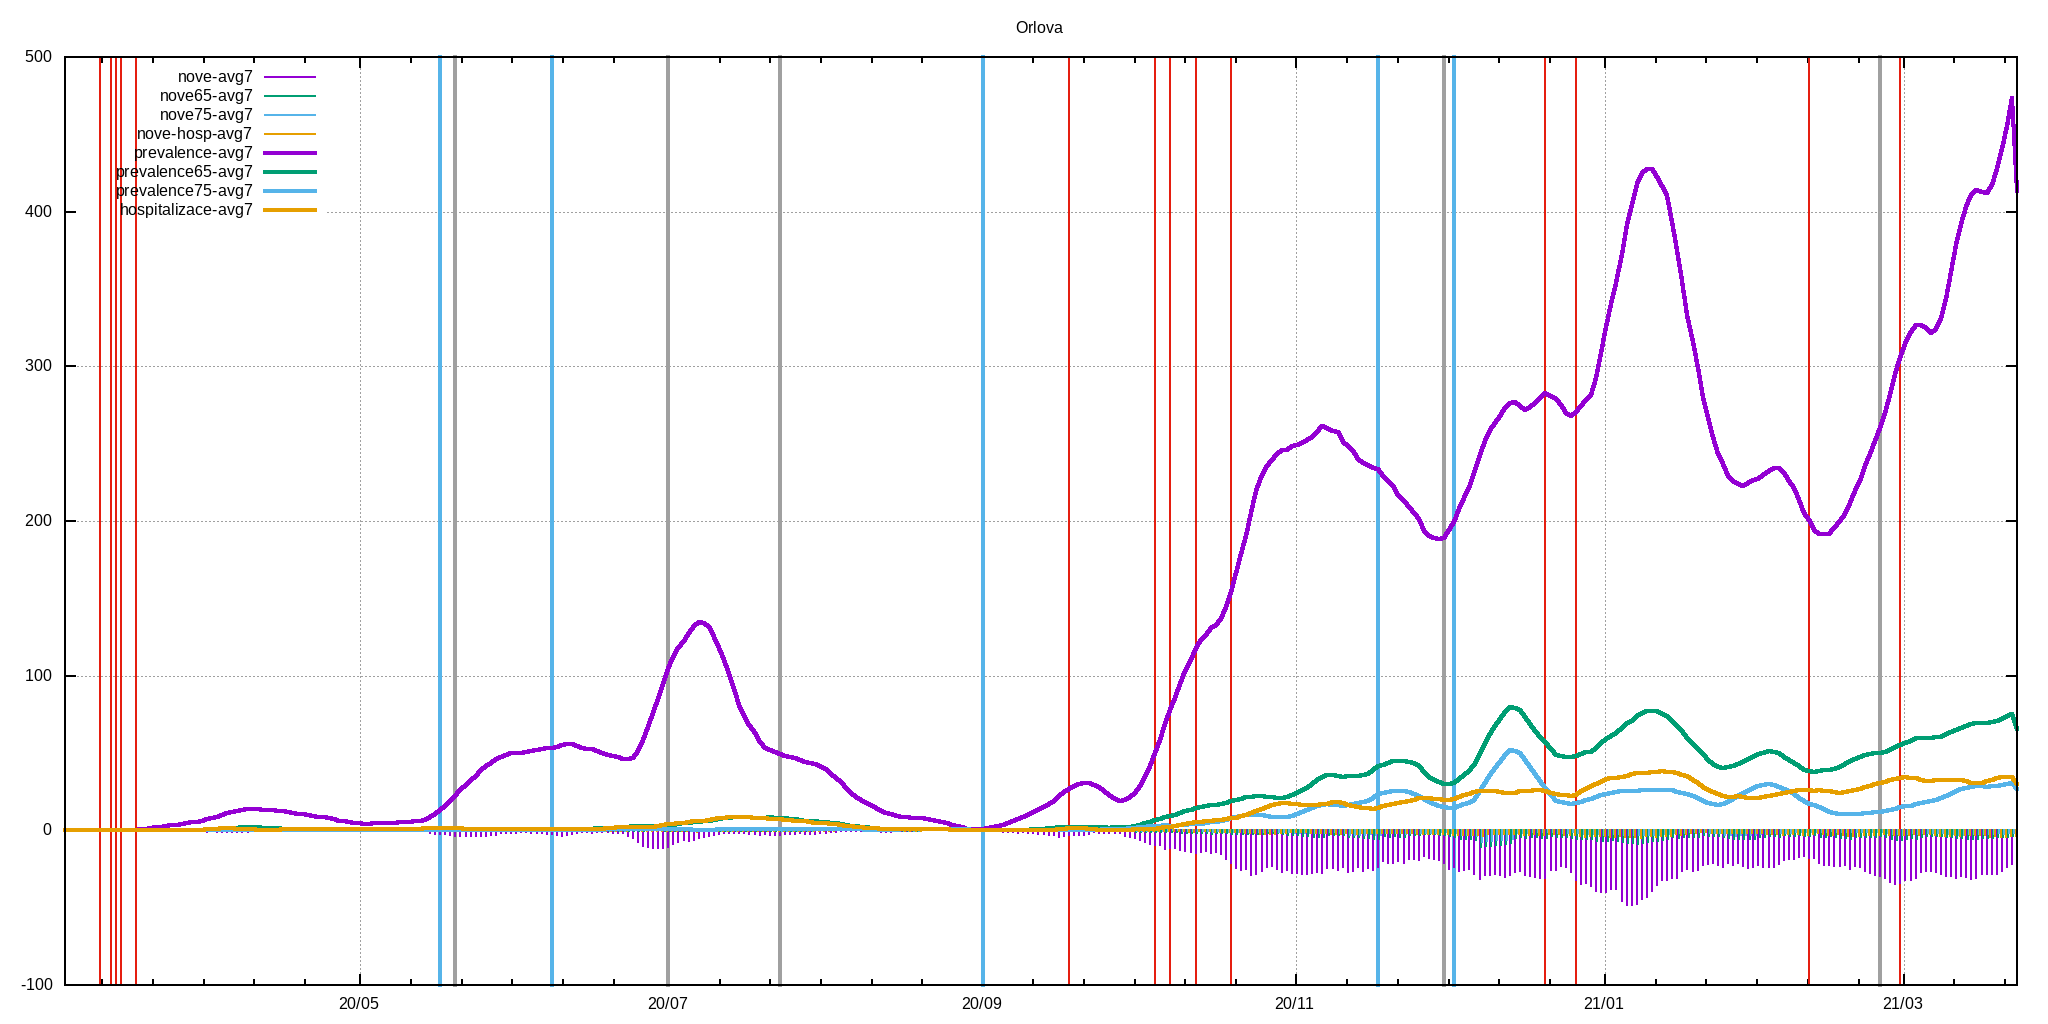 Orlova
500
400
300
200
100
0
-100
nove-avg7
nove65-avg7
nove75-avg7
nove-hosp-avg7
prevalence-avg7
prevalence65-avg7
prevalence75-avg7
hospitalizace-avg7
20/05
20/07
20/09
20/11
21/01
21/03